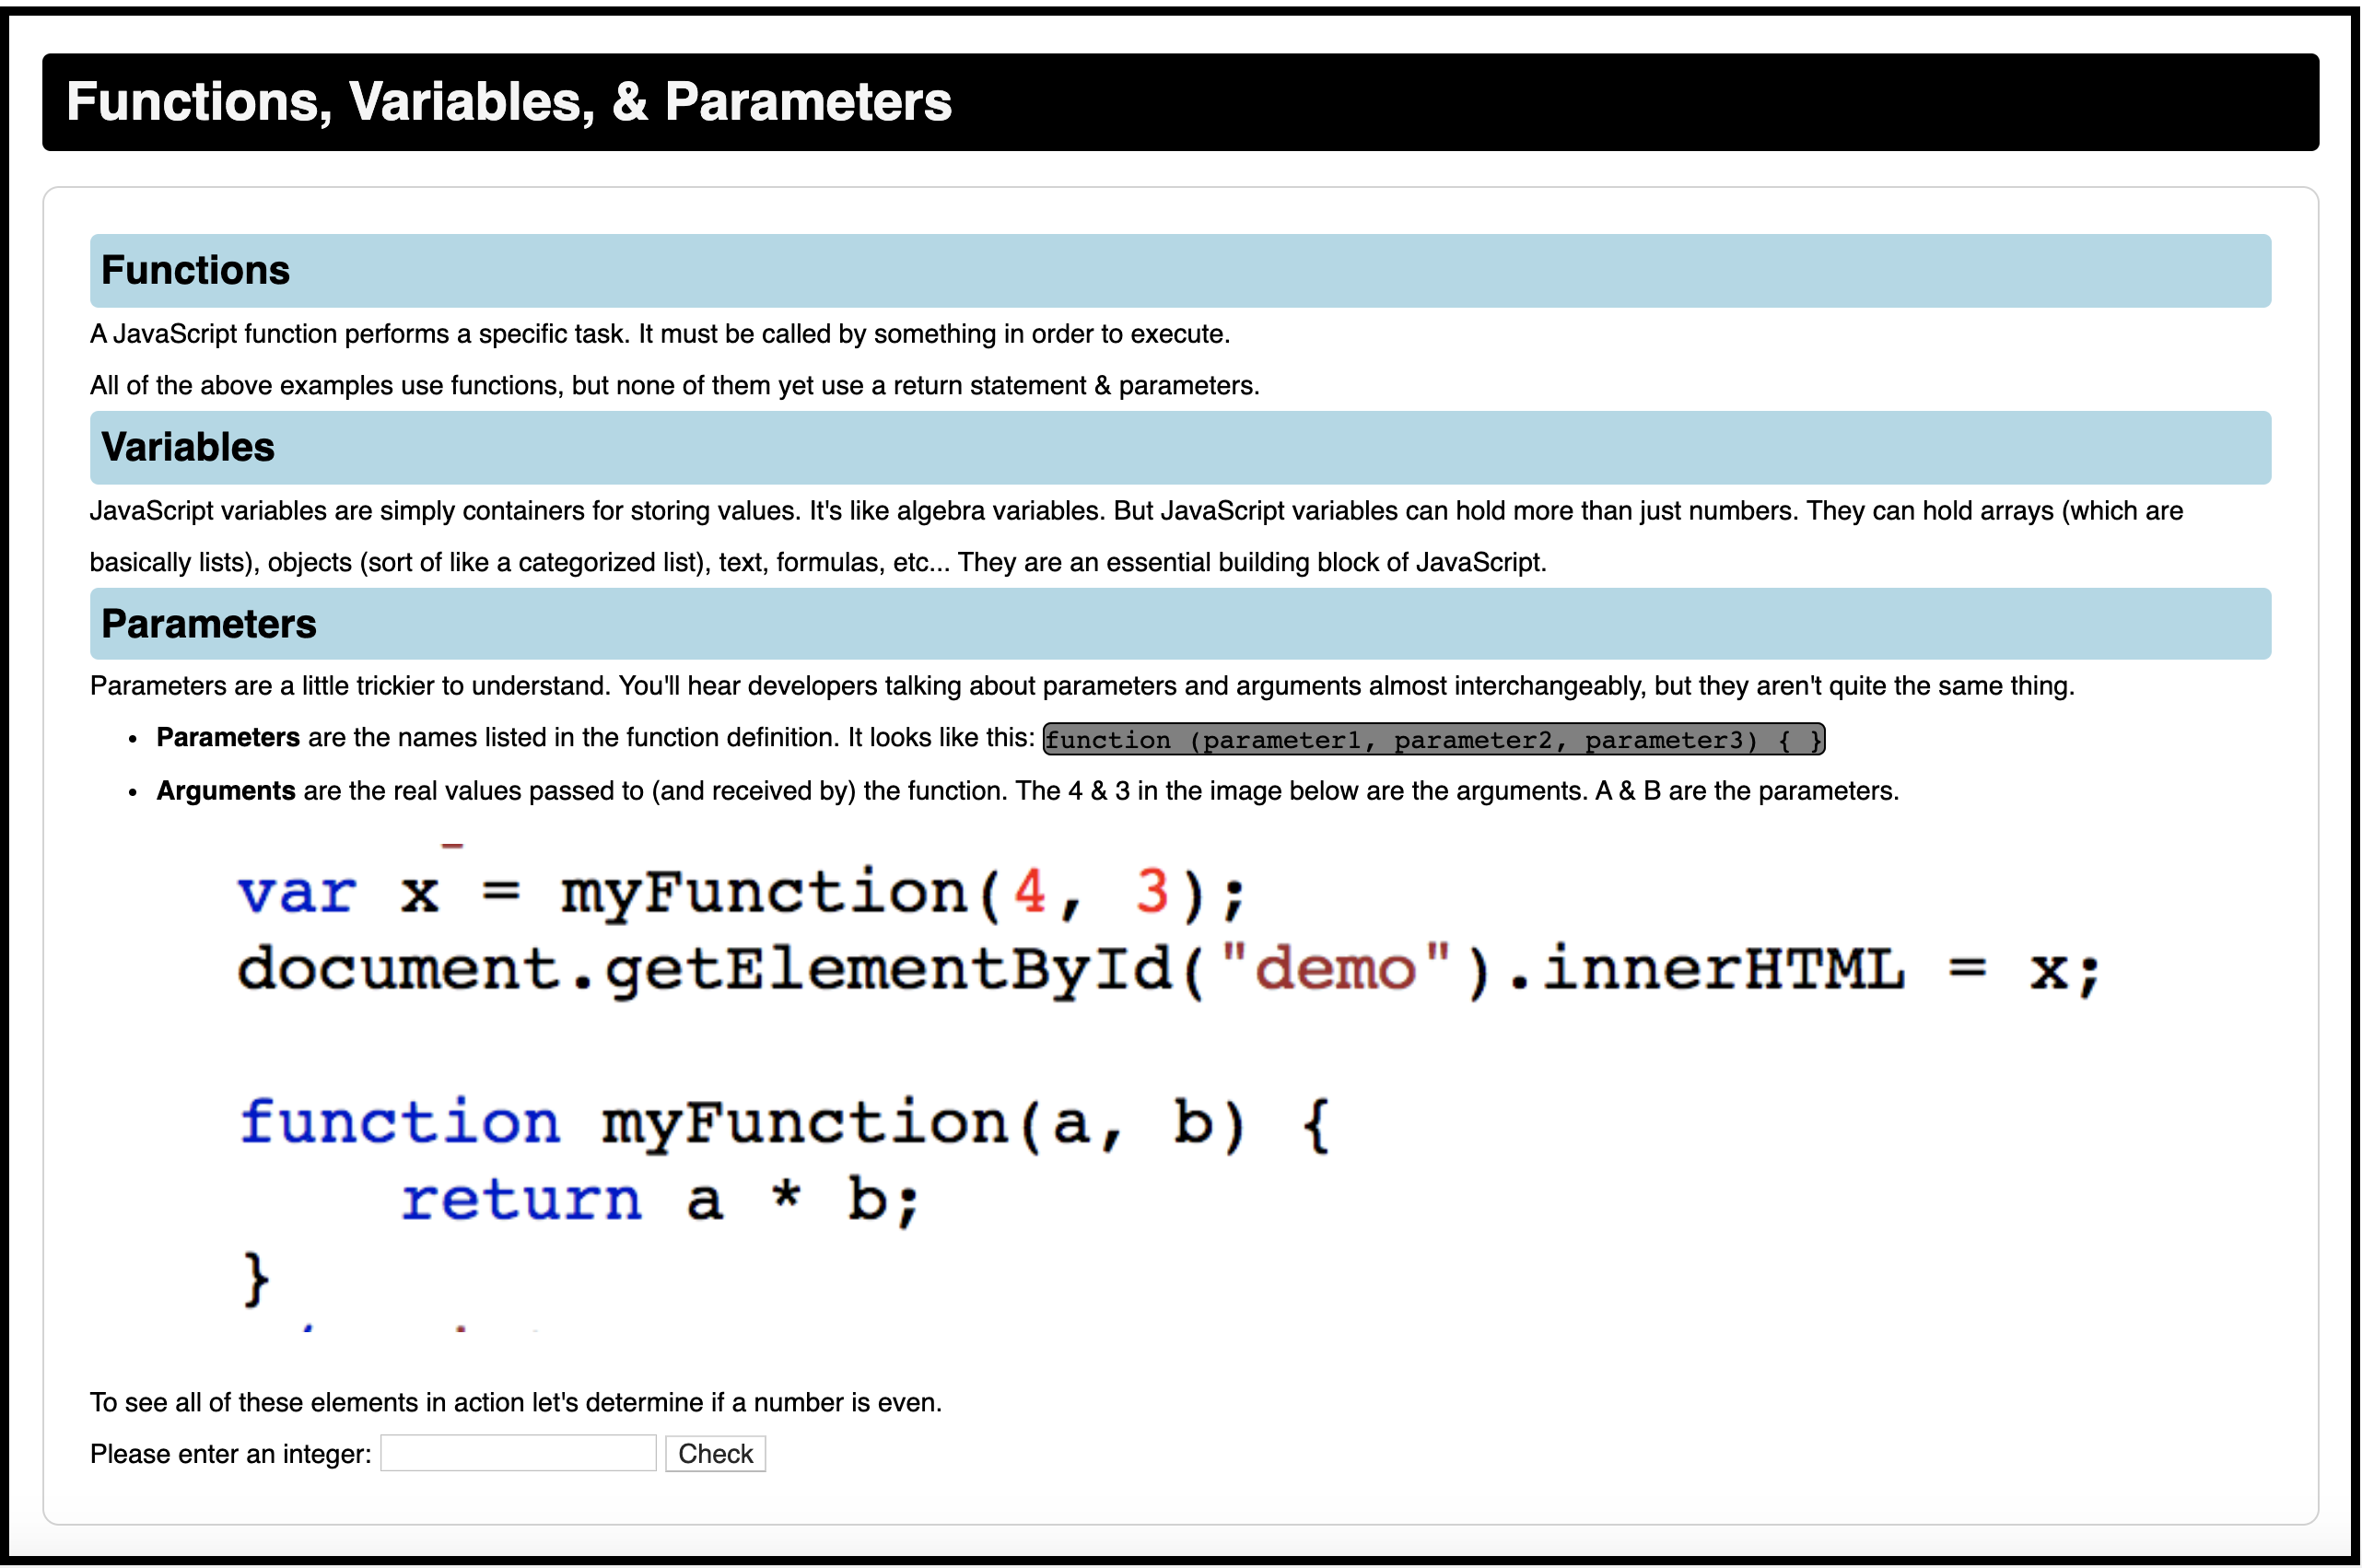 Functions, Variables, & Parameters
Functions
A JavaScript function performs a specific task. It must be called by something in order to execute.
All of the above examples use functions, but none of them yet use a return statement & parameters.
Variables
JavaScript variables are simply containers for storing values. It's like algebra variables. But JavaScript variables can hold more than just numbers. They can hold arrays (which are
basically lists), objects (sort of like a categorized list), text, formulas, etc... They are an essential building block of JavaScript.
Parameters
Parameters are a little trickier to understand. You'll hear developers talking about parameters and arguments almost interchangeably, but they aren't quite the same thing.
• Parameters are the names listed in the function definition. It looks like this: function (parameter1, parameter2, parameter3) { }
• Arguments are the real values passed to (and received by) the function. The 4 & 3 in the image below are the arguments. A & B are the parameters.
var x = myFunction(4, 3);
document.getElementById("demo").innerHTML = x;
function myFunction(a, b) {
    return a * b;
}
To see all of these elements in action let's determine if a number is even.
Please enter an integer: Check